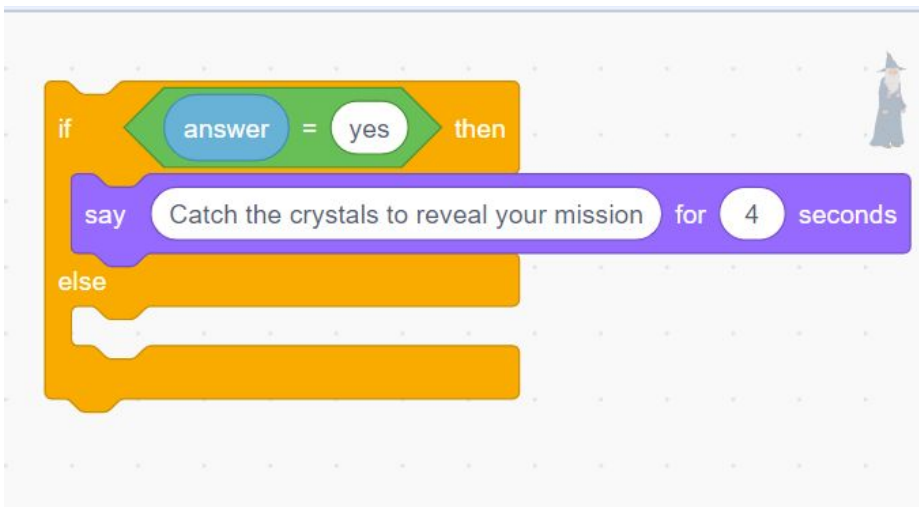 if answer = yes then
say Catch the crystals to reveal your mission for 4 seconds
else